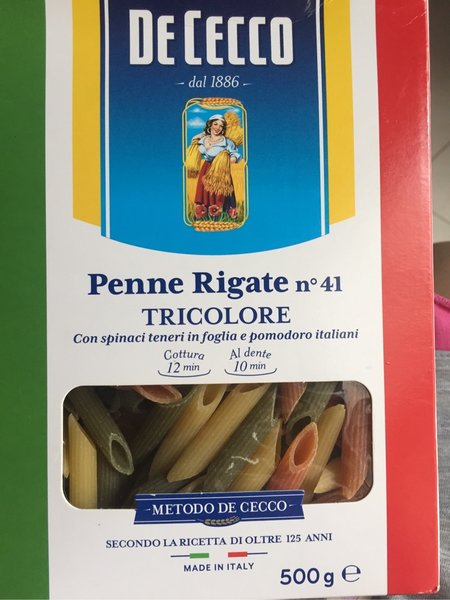 DE CECCO
dal 1886
Penne Rigate n°41
TRICOLORE
Con spinaci teneri in foglia e pomodoro italiani
Cottura Al dente
12 min 10 min
METODO DE CECCO
SECONDO LA RICETTA DI OLTRE 125 ANNI
MADE IN ITALY
500 g e